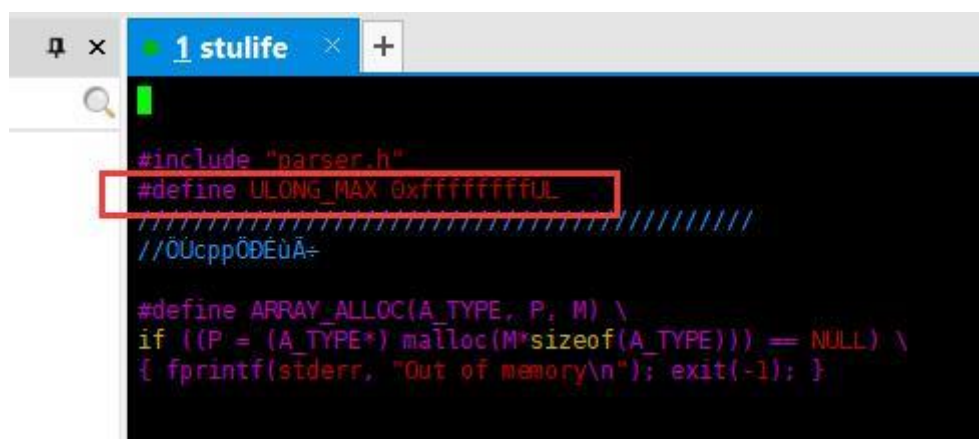 1 stulife × +
#include "parser.h"
#define ULONG_MAX 0xffffffffUL
//////////////////////////////////////////////
//ÔÚcppÖÐÉùÃ÷
#define ARRAY_ALLOC(A_TYPE, P, M) \
if ((P = (A_TYPE*) malloc(M*sizeof(A_TYPE))) == NULL) \
{ fprintf(stderr, "Out of memory\n"); exit(-1); }